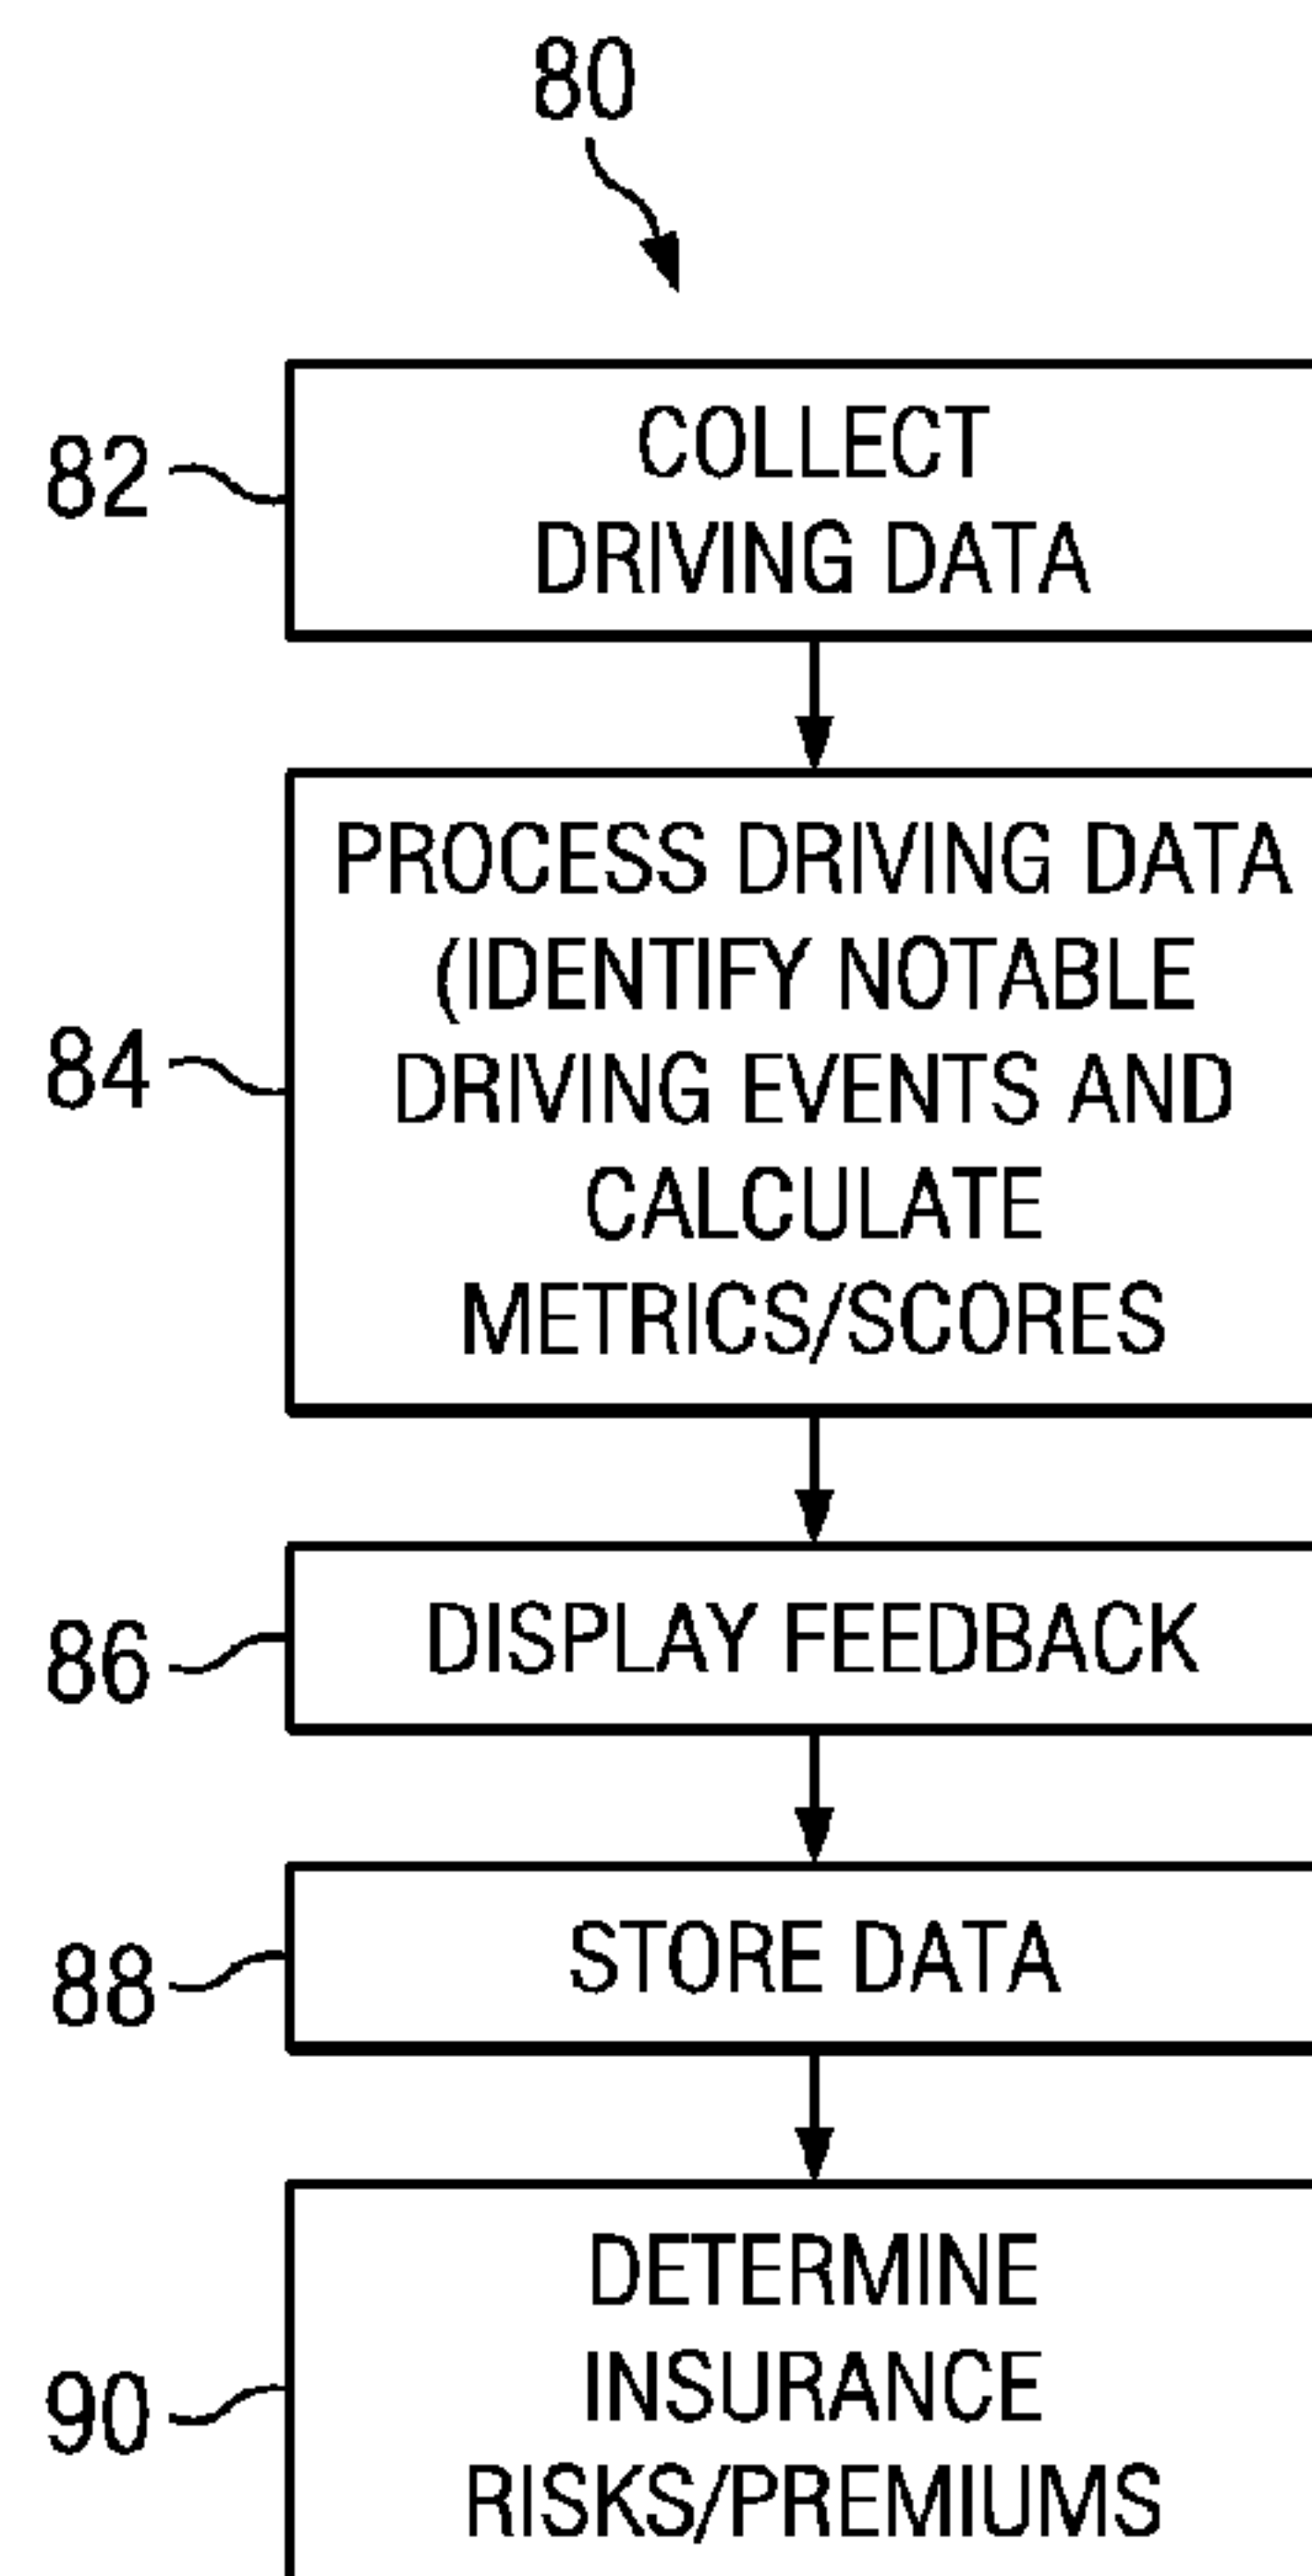 80
82
COLLECT
DRIVING DATA
84
PROCESS DRIVING DATA
(IDENTIFY NOTABLE
DRIVING EVENTS AND
CALCULATE
METRICS/SCORES
86
DISPLAY FEEDBACK
88
STORE DATA
90
DETERMINE
INSURANCE
RISKS/PREMIUMS